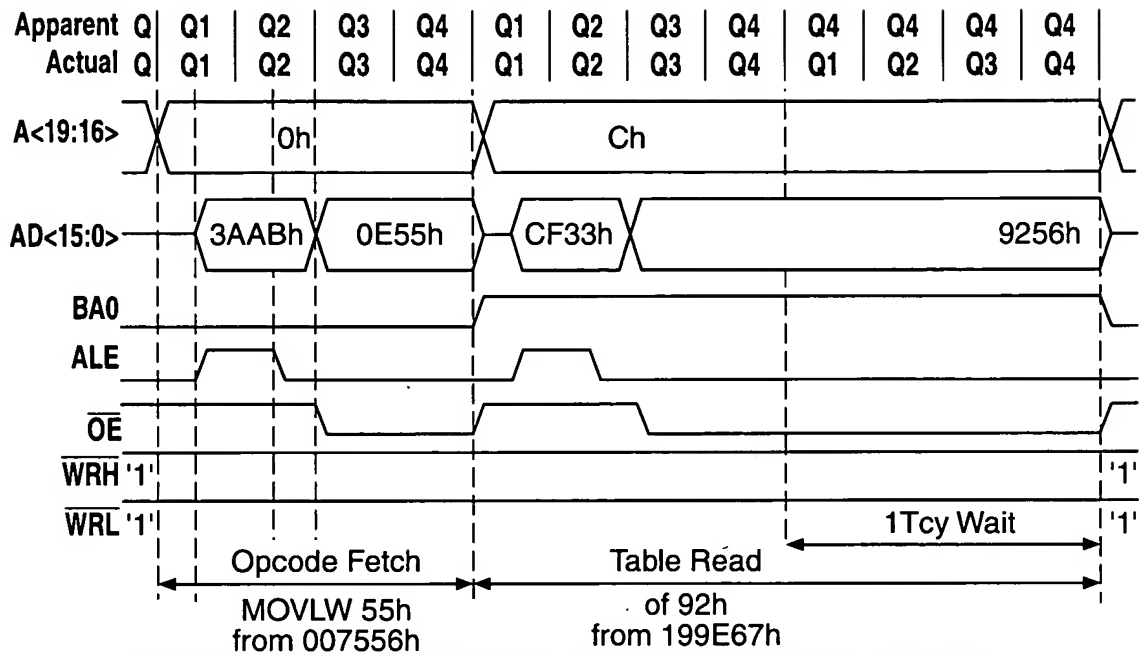 Apparent Q Q1 Q2 Q3 Q4 Q1 Q2 Q3 Q4 Q4 Q4 Q4 Q4
Actual Q Q1 Q2 Q3 Q4 Q1 Q2 Q3 Q4 Q1 Q2 Q3 Q4
A<19:16> 0h Ch
AD<15:0> 3AABh 0E55h CF33h 9256h
BA0
ALE
OE
WRH '1' '1'
WRL '1' '1'
1Tcy Wait
Opcode Fetch Table Read
MOVLW 55h of 92h
from 007556h from 199E67h